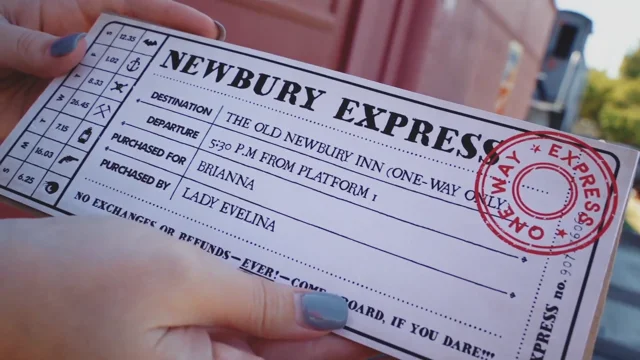 NEWBURY EXPRESS
DESTINATION THE OLD NEWBURY INN (ONE-WAY ONLY
DEPARTURE 5:30 P.M FROM PLATFORM 1
PURCHASED FOR BRIANNA
PURCHASED BY LADY EVELINA
NO EXCHANGES OR REFUNDS—EVER!— BOARD, IF YOU DARE!!!
EXPRESS
ONE WAY
S 12.35
1.02
T 8.33
W 26.45
T 7.15
M 16.03
S 6.25
EXPRESS no.